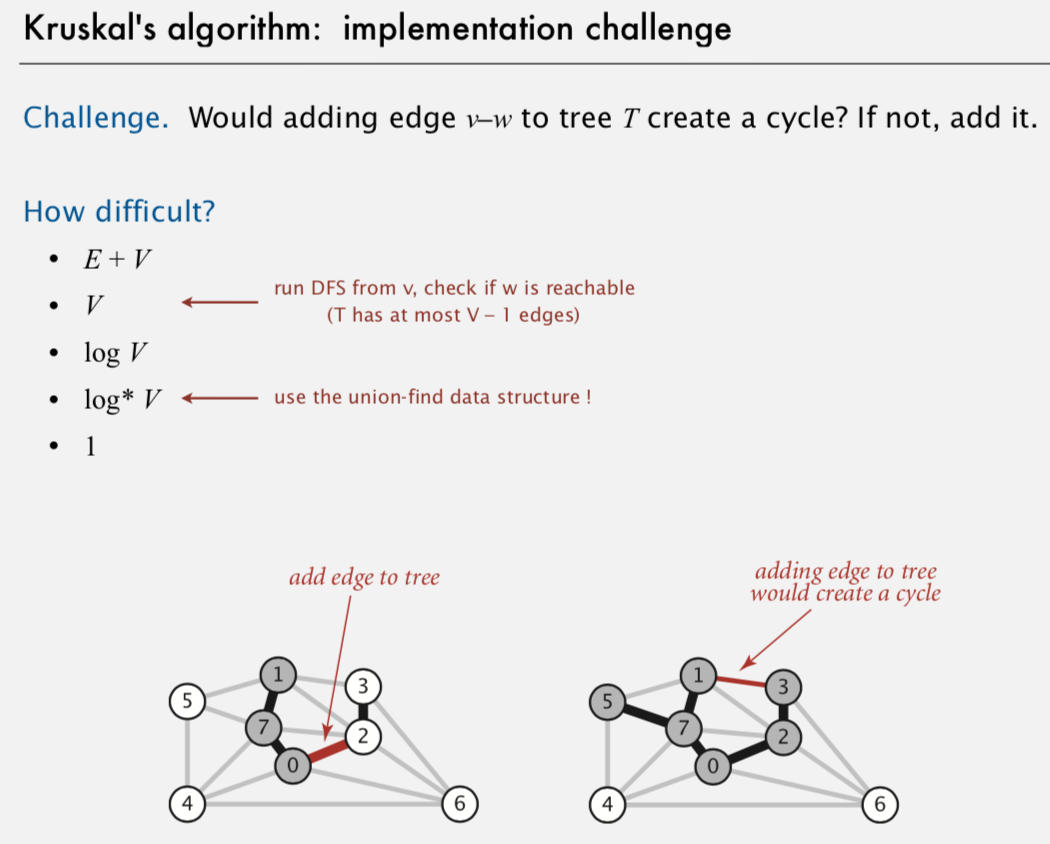 Kruskal's algorithm: implementation challenge
Challenge. Would adding edge v–w to tree T create a cycle? If not, add it.
How difficult?
• E + V
• V
run DFS from v, check if w is reachable
(T has at most V – 1 edges)
• log V
• log* V
use the union-find data structure !
• 1
add edge to tree
adding edge to tree
would create a cycle
1
3
5
7
2
0
4
6
1
3
5
7
2
0
4
6